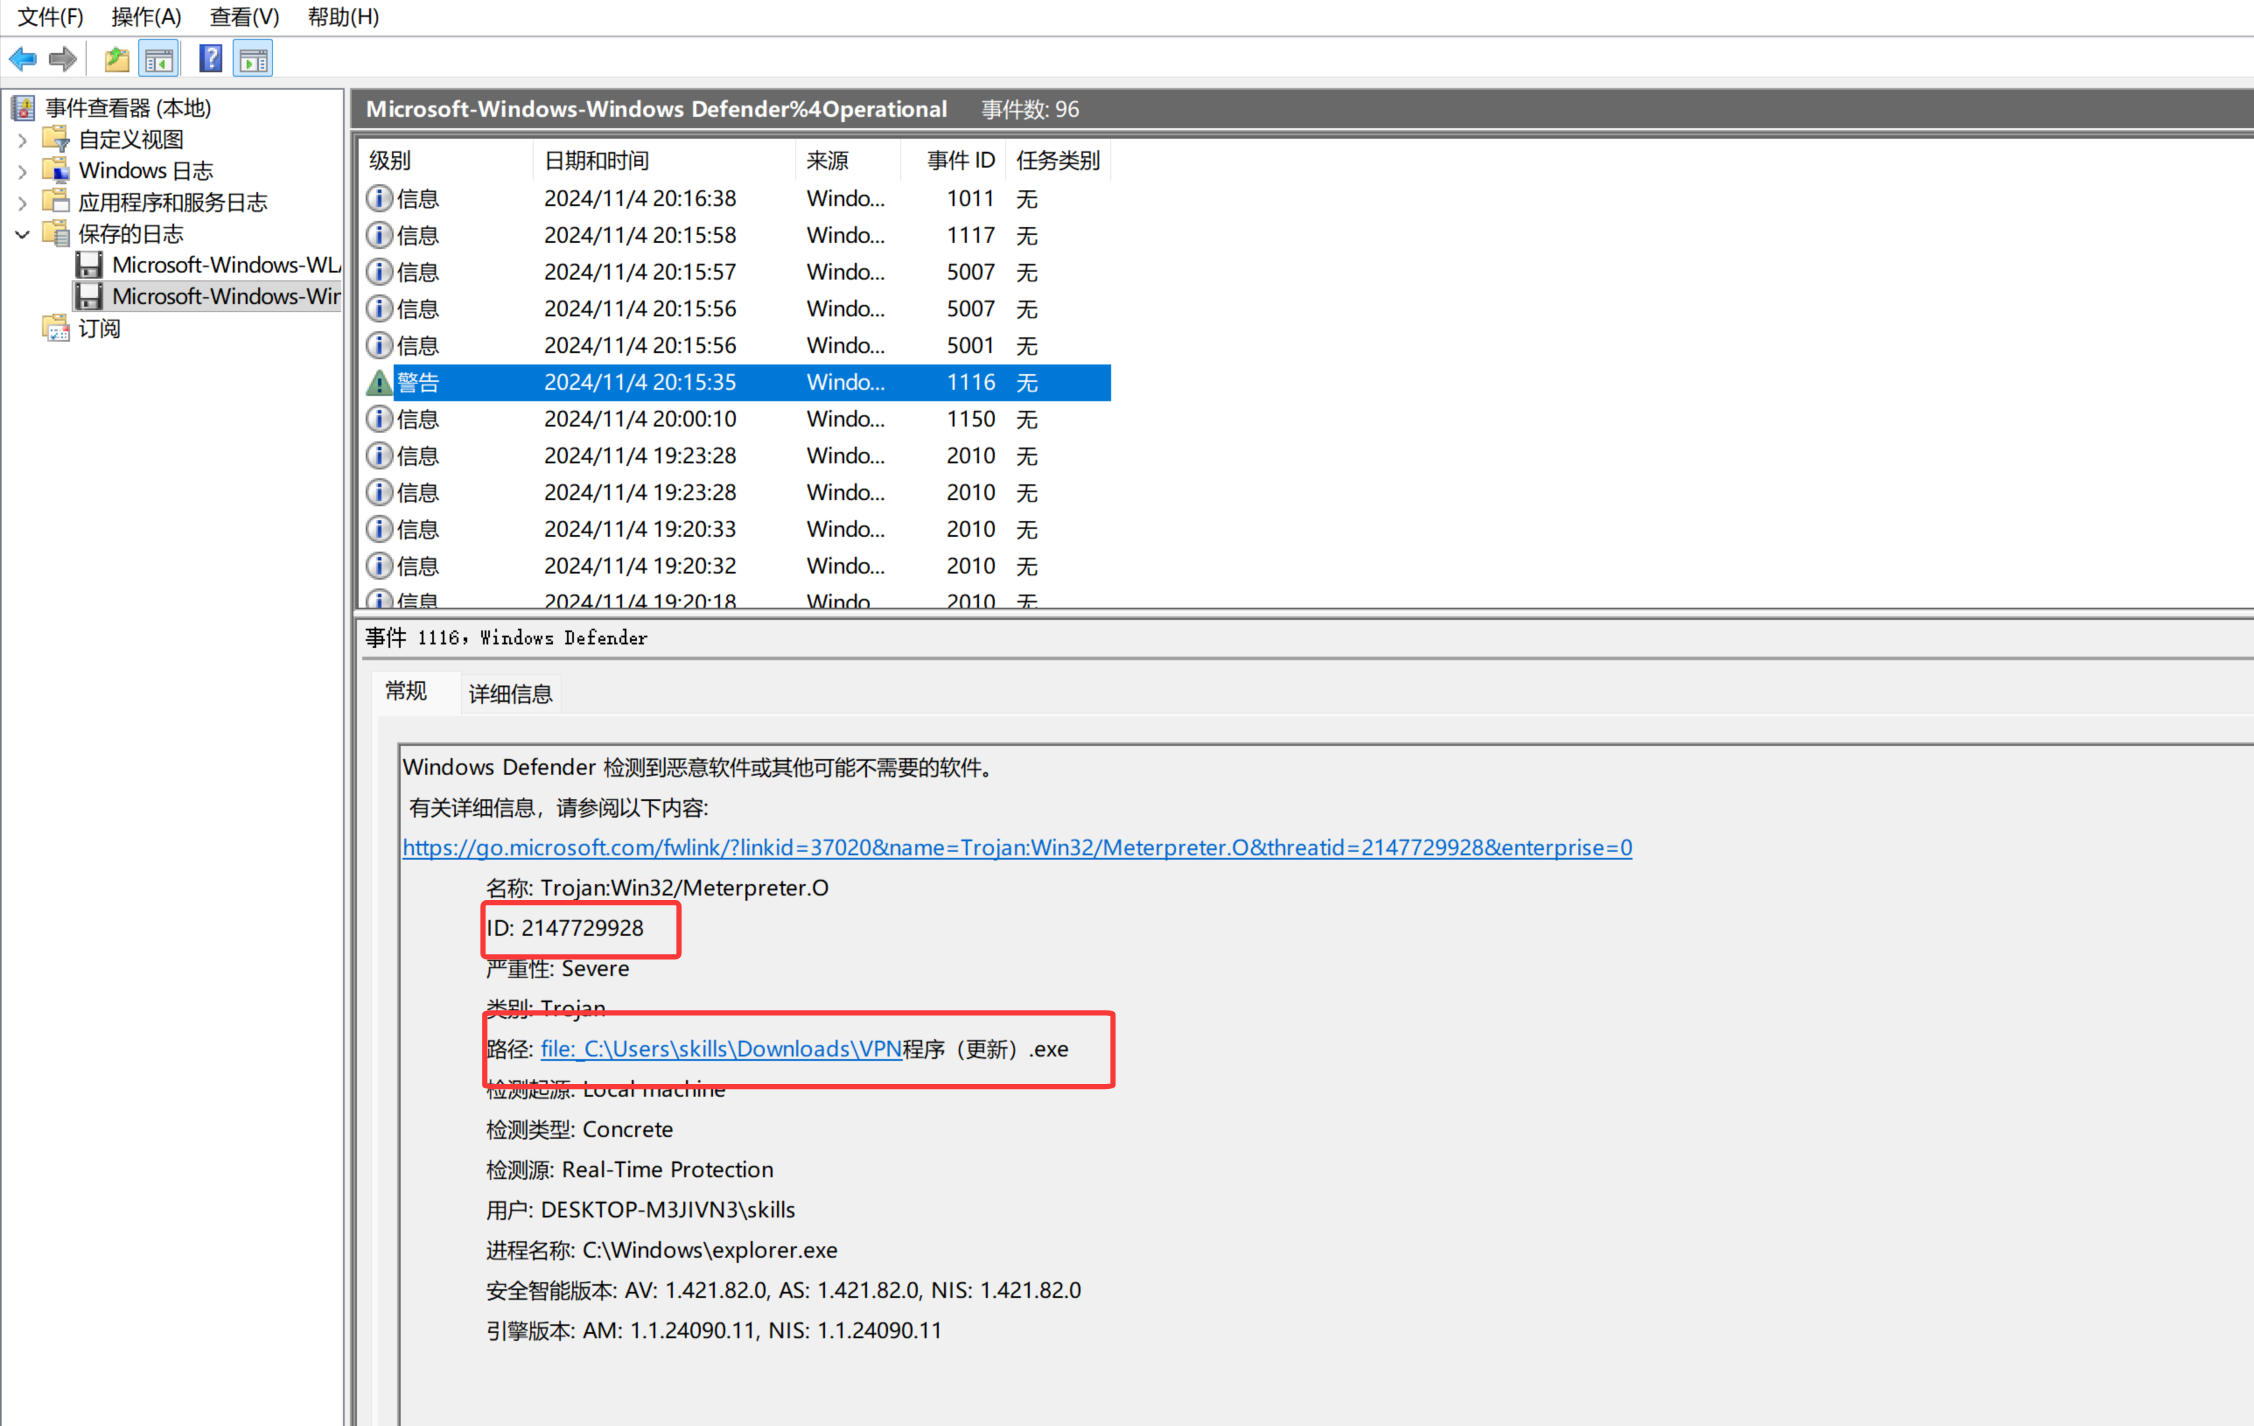 文件(F) 操作(A) 查看(V) 帮助(H)
事件查看器 (本地)
自定义视图
Windows 日志
应用程序和服务日志
保存的日志
Microsoft-Windows-WLA
Microsoft-Windows-Win
订阅
Microsoft-Windows-Windows Defender%4Operational 事件数: 96
级别 日期和时间 来源 事件 ID 任务类别
信息 2024/11/4 20:16:38 Windo... 1011 无
信息 2024/11/4 20:15:58 Windo... 1117 无
信息 2024/11/4 20:15:57 Windo... 5007 无
信息 2024/11/4 20:15:56 Windo... 5007 无
信息 2024/11/4 20:15:56 Windo... 5001 无
警告 2024/11/4 20:15:35 Windo... 1116 无
信息 2024/11/4 20:00:10 Windo... 1150 无
信息 2024/11/4 19:23:28 Windo... 2010 无
信息 2024/11/4 19:23:28 Windo... 2010 无
信息 2024/11/4 19:20:33 Windo... 2010 无
信息 2024/11/4 19:20:32 Windo... 2010 无
信息 2024/11/4 19:20:18 Windo 2010 无
事件 1116，Windows Defender
常规 详细信息
Windows Defender 检测到恶意软件或其他可能不需要的软件。
有关详细信息，请参阅以下内容:
https://go.microsoft.com/fwlink/?linkid=37020&name=Trojan:Win32/Meterpreter.O&threatid=2147729928&enterprise=0
名称: Trojan:Win32/Meterpreter.O
ID: 2147729928
严重性: Severe
类别: Trojan
路径: file:_C:\Users\skills\Downloads\VPN程序（更新）.exe
检测起源: Local machine
检测类型: Concrete
检测源: Real-Time Protection
用户: DESKTOP-M3JIVN3\skills
进程名称: C:\Windows\explorer.exe
安全智能版本: AV: 1.421.82.0, AS: 1.421.82.0, NIS: 1.421.82.0
引擎版本: AM: 1.1.24090.11, NIS: 1.1.24090.11